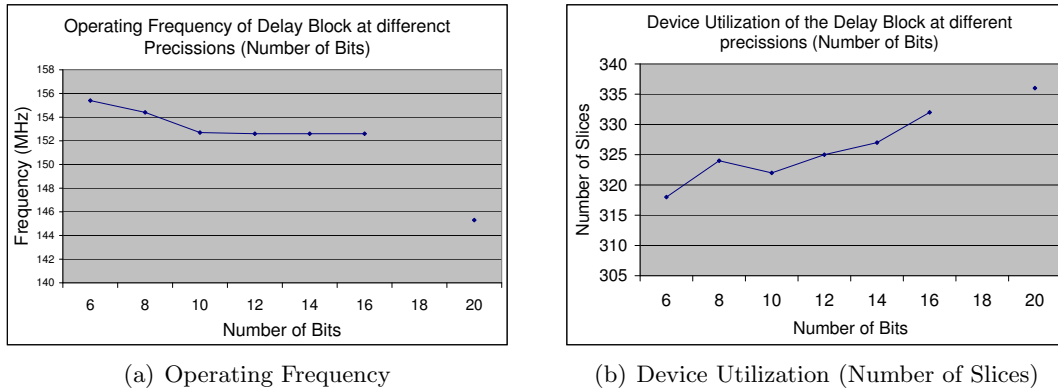 Operating Frequency of Delay Block at differenct
Precissions (Number of Bits)
158
156
154
152
150
148
146
144
142
140
Frequency (MHz)
6 8 10 12 14 16 18 20
Number of Bits
(a) Operating Frequency
Device Utilization of the Delay Block at different
precissions (Number of Bits)
340
335
330
325
320
315
310
305
Number of Slices
6 8 10 12 14 16 18 20
Number of Bits
(b) Device Utilization (Number of Slices)